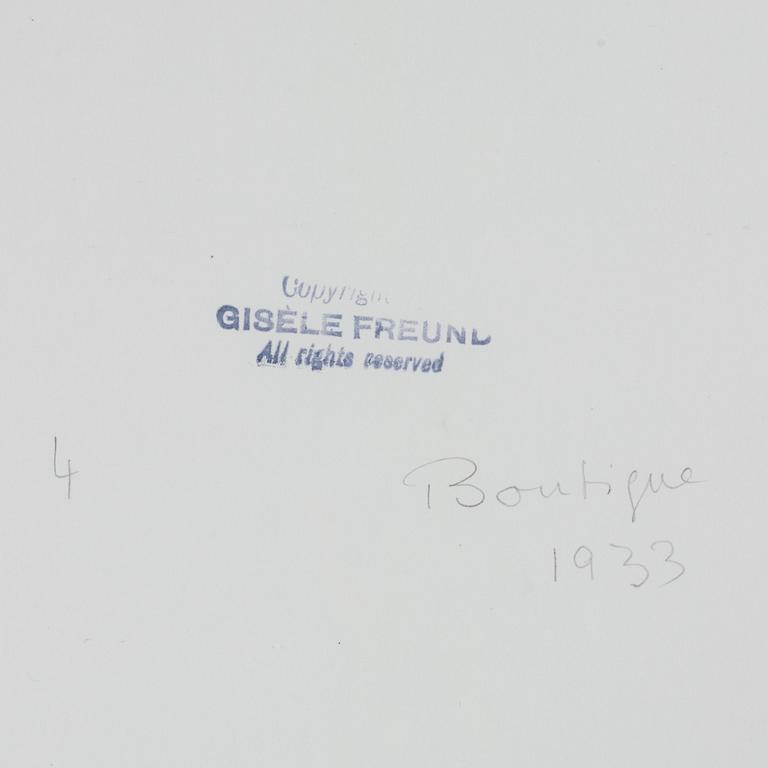 Copyright
GISÈLE FREUND
All rights reserved
4
Boutique
1933